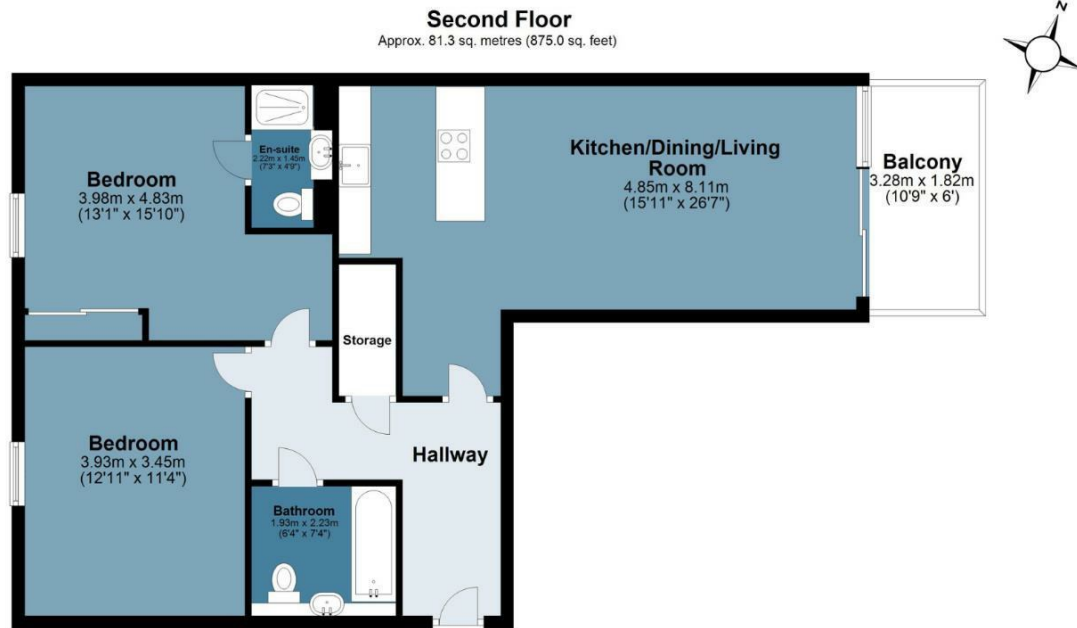 Second Floor
Approx. 81.3 sq. metres (875.0 sq. feet)
N
En-suite
2.22m x 1.45m
(7'3" x 4'9")
Bedroom
3.98m x 4.83m
(13'1" x 15'10")
Kitchen/Dining/Living
Room
4.85m x 8.11m
(15'11" x 26'7")
Balcony
3.28m x 1.82m
(10'9" x 6')
Storage
Bedroom
3.93m x 3.45m
(12'11" x 11'4")
Hallway
Bathroom
1.93m x 2.23m
(6'4" x 7'4")